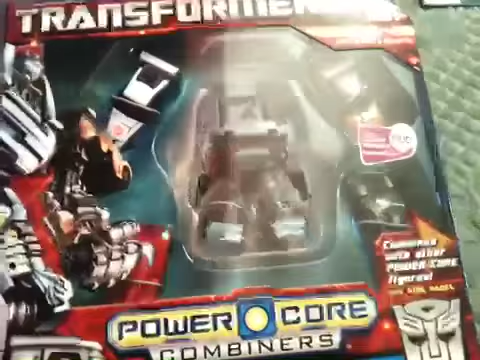 TRANSFORMERS
Combines
with other
POWER CORE
figures!
POWER CORE
COMBINERS